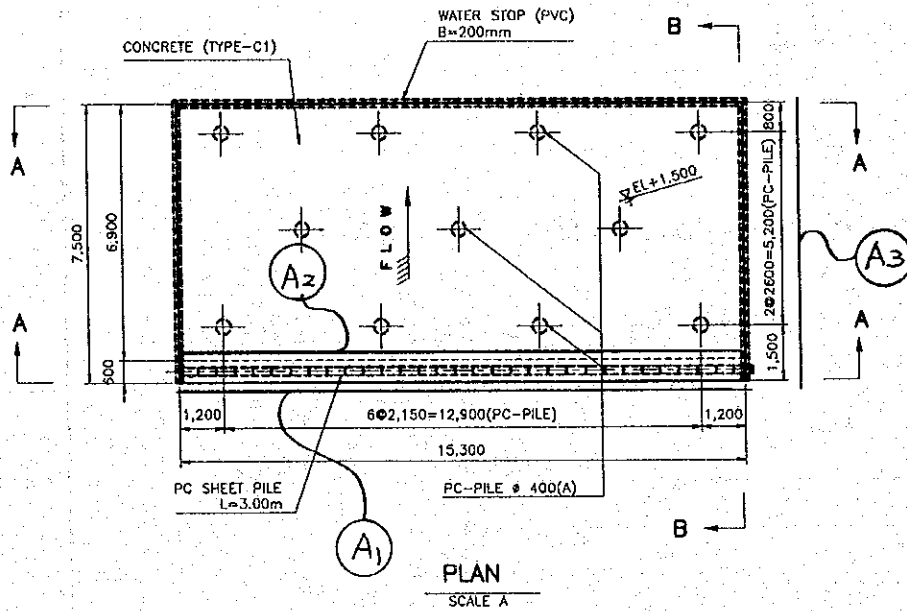 WATER STOP (PVC)
B=200mm
CONCRETE (TYPE-C1)
B
A
A
7,500
6,900
600
FLOW
EL+1,500
800
2@2600=5,200(PC-PILE)
1,500
A2
A3
A
A
1,200
6@2,150=12,900(PC-PILE)
1,200
15,300
PC SHEET PILE
L=3.00m
PC-PILE φ 400(A)
B
A1
PLAN
SCALE A